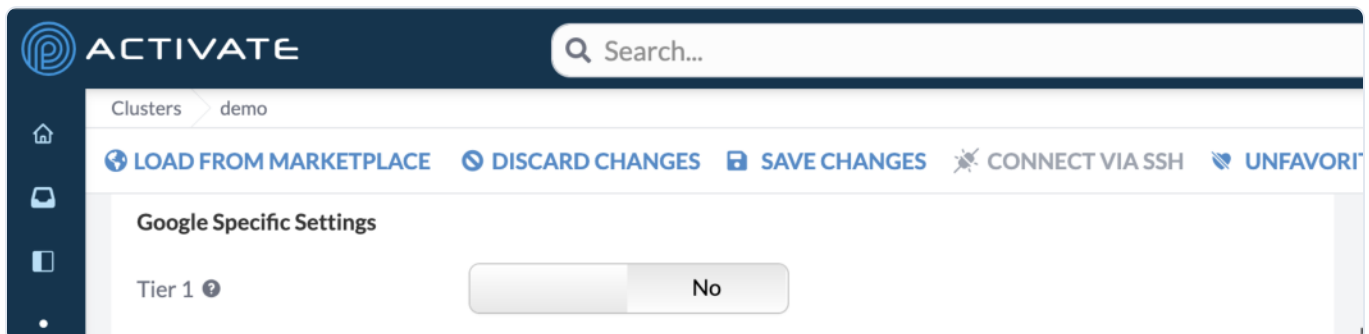 ACTIVATE
Search...
Clusters demo
LOAD FROM MARKETPLACE DISCARD CHANGES SAVE CHANGES CONNECT VIA SSH UNFAVORIT
Google Specific Settings
Tier 1 No